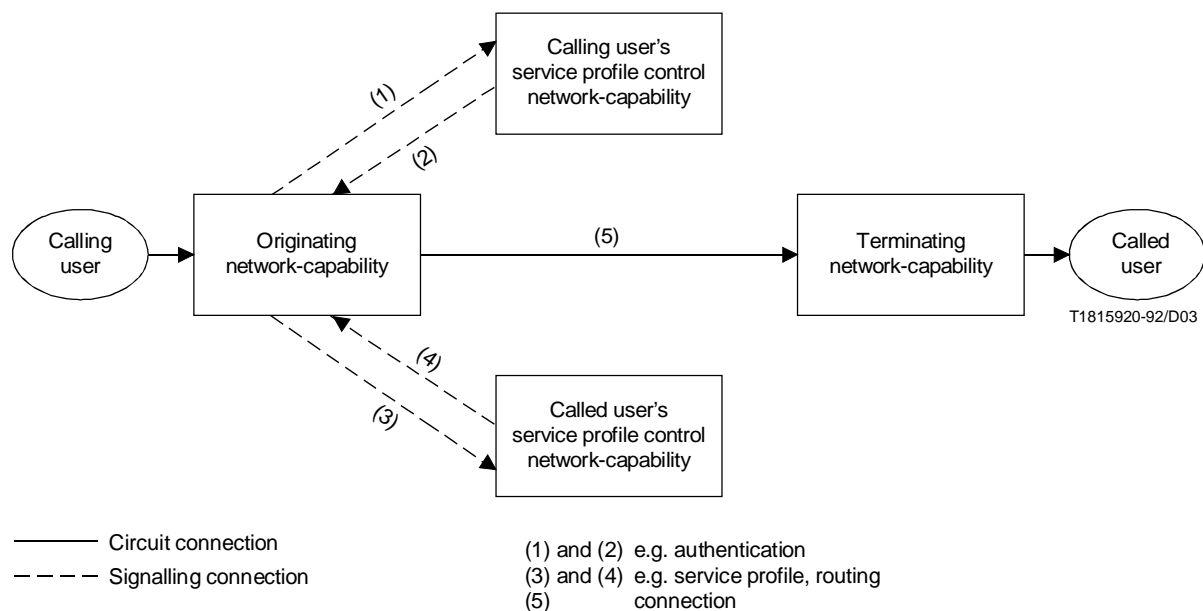 Calling user's
service profile control
network-capability
(1)
(2)
Calling
user
Originating
network-capability
(5)
Terminating
network-capability
Called
user
T1815920-92/D03
(4)
(3)
Called user's
service profile control
network-capability
Circuit connection
Signalling connection
(1) and (2) e.g. authentication
(3) and (4) e.g. service profile, routing
(5) connection